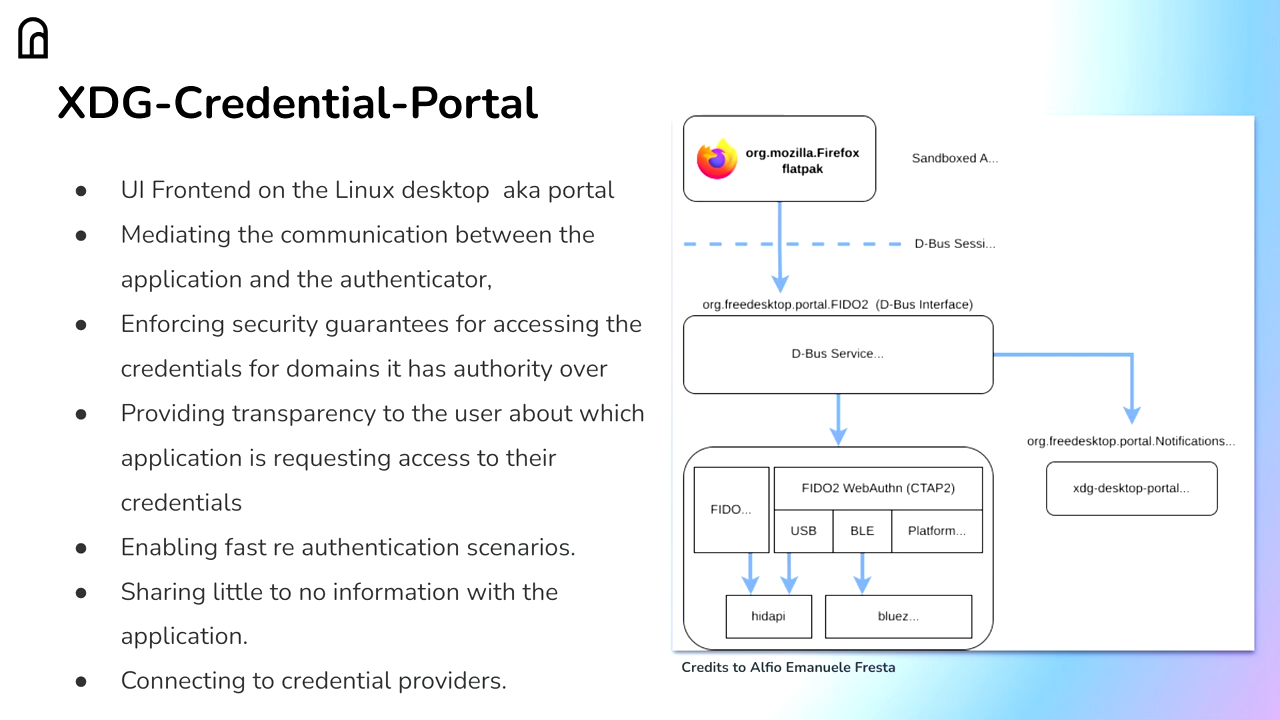 XDG-Credential-Portal
● UI Frontend on the Linux desktop aka portal
● Mediating the communication between the
application and the authenticator,
● Enforcing security guarantees for accessing the
credentials for domains it has authority over
● Providing transparency to the user about which
application is requesting access to their
credentials
● Enabling fast re authentication scenarios.
● Sharing little to no information with the
application.
● Connecting to credential providers.
org.mozilla.Firefox
flatpak
Sandboxed A...
D-Bus Sessi...
org.freedesktop.portal.FIDO2 (D-Bus Interface)
D-Bus Service...
org.freedesktop.portal.Notifications...
xdg-desktop-portal...
FIDO...
FIDO2 WebAuthn (CTAP2)
USB
BLE
Platform...
hidapi
bluez...
Credits to Alfio Emanuele Fresta